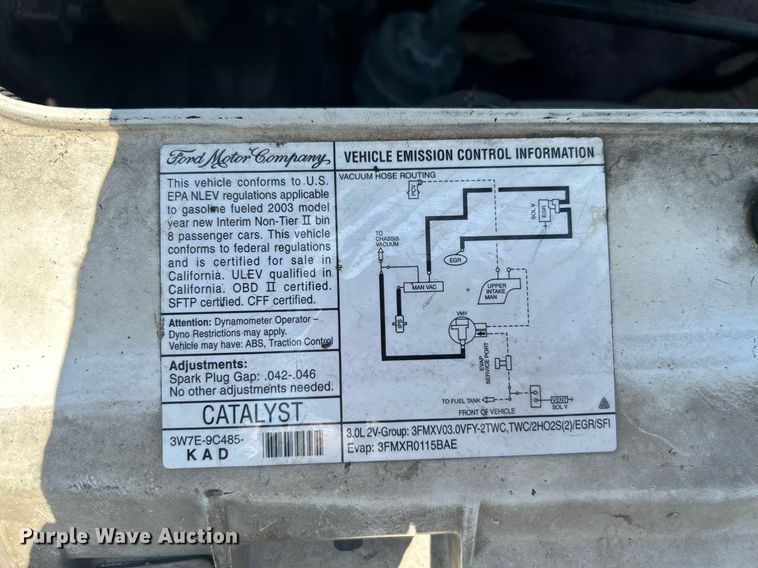 Ford Motor Company
VEHICLE EMISSION CONTROL INFORMATION
This vehicle conforms to U.S.
EPA NLEV regulations applicable
to gasoline fueled 2003 model
year new Interim Non-Tier II bin
8 passenger cars. This vehicle
conforms to federal regulations
and is certified for sale in
California. ULEV qualified in
California. OBD II certified.
SFTP certified. CFF certified.
Attention: Dynamometer Operator -
Dyno Restrictions may apply.
Vehicle may have: ABS, Traction Control
Adjustments:
Spark Plug Gap: .042-.046
No other adjustments needed.
CATALYST
3W7E-9C485-
KAD
VACUUM HOSE ROUTING
PCV
SOL V
EGR
TO
CHASSIS
VACUUM
EGR
MAN VAC
UPPER
INTAKE
MAN
VMV
EVAP
SERVICE PORT
TO FUEL TANK
VENT
SOL V
FRONT OF VEHICLE
3.0L 2V-Group: 3FMXV03.0VFY-2TWC,TWC/2HO2S(2)/EGR/SFI
Evap: 3FMXR0115BAE
Purple Wave Auction